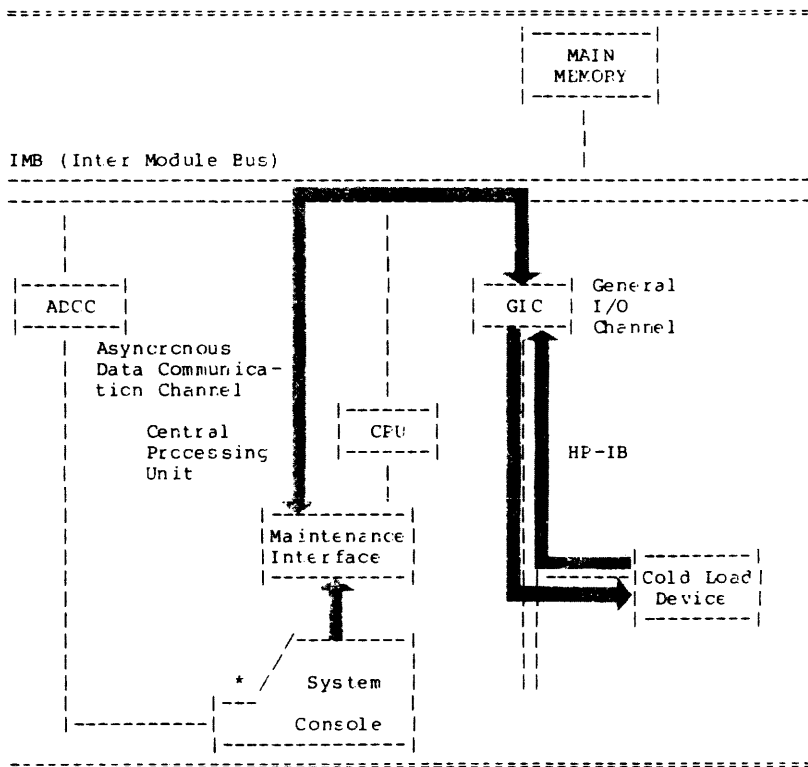 MAIN
MEMORY
IMB (Inter Module Bus)
ADCC
GIC
General
I/O
Channel
Asyncronous
Data Communica-
tion Channel
Central
Processing
Unit
CPU
HP-IB
Maintenance
Interface
Cold Load
Device
*
System
Console